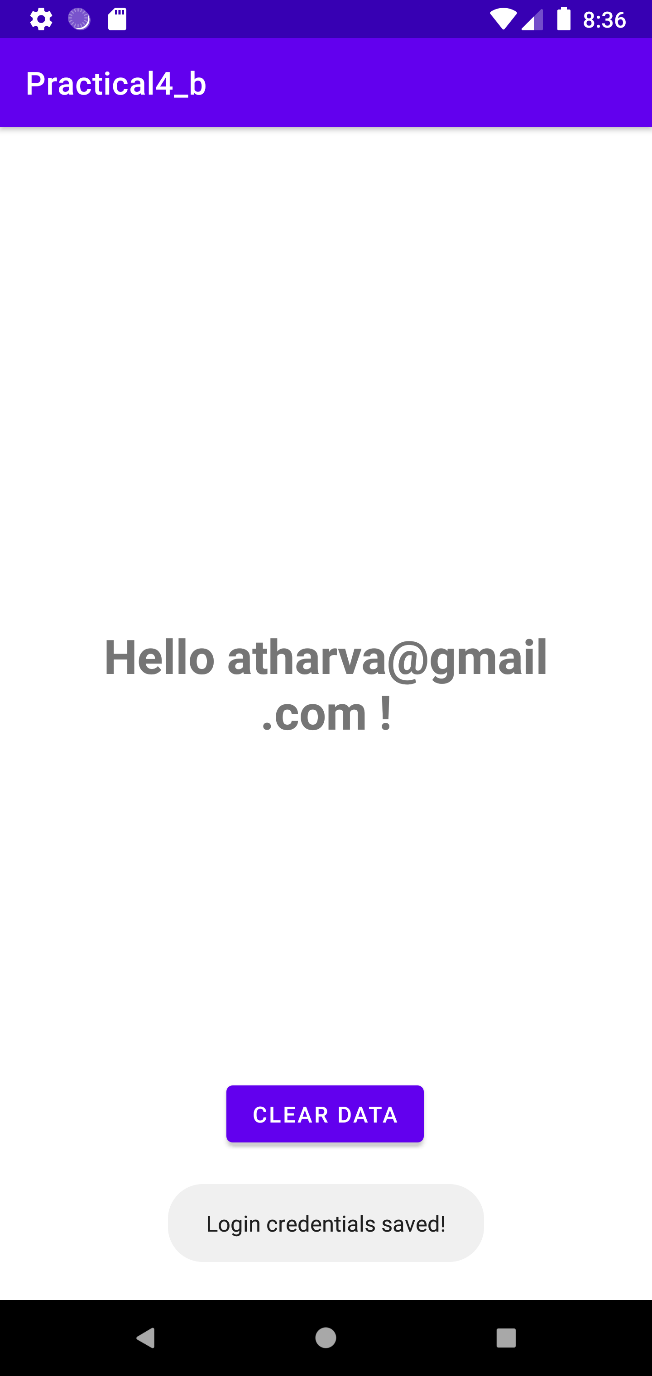 8:36
Practical4_b
Hello atharva@gmail
.com !
CLEAR DATA
Login credentials saved!